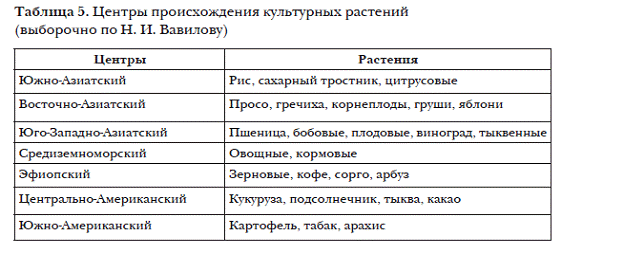 Таблица 5. Центры происхождения культурных растений
(выборочно по Н. И. Вавилову)
Центры Растения
Южно-Азиатский Рис, сахарный тростник, цитрусовые
Восточно-Азиатский Просо, гречиха, корнеплоды, груши, яблони
Юго-Западно-Азиатский Пшеница, бобовые, плодовые, виноград, тыквенные
Средиземноморский Овощные, кормовые
Эфиопский Зерновые, кофе, сорго, арбуз
Центрально-Американский Кукуруза, подсолнечник, тыква, какао
Южно-Американский Картофель, табак, арахис